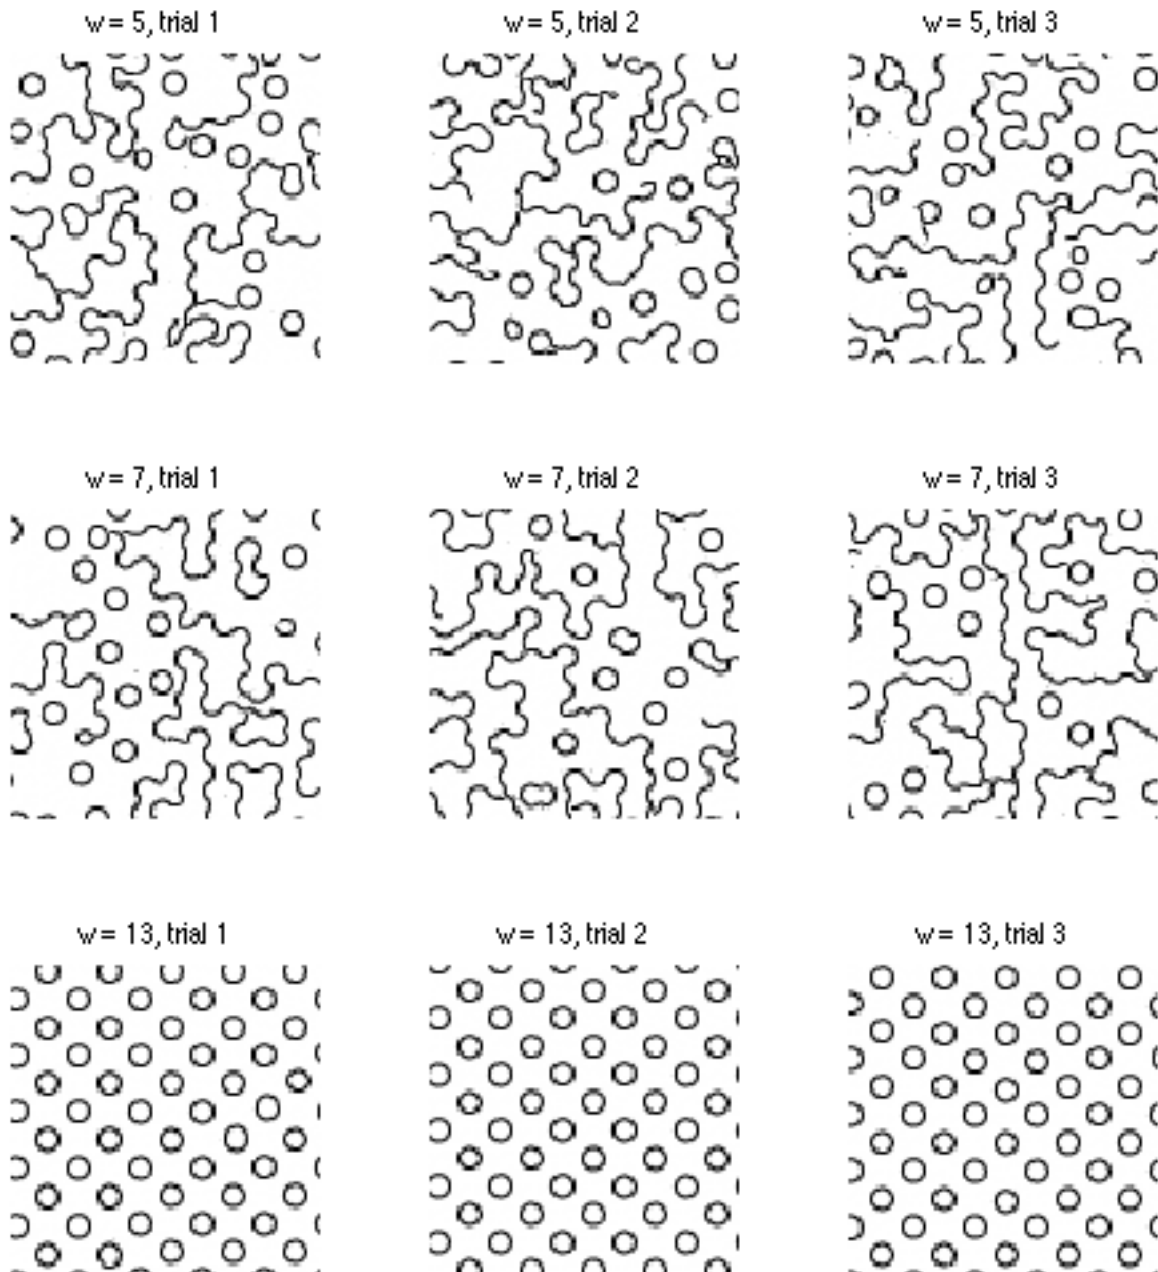 w = 5, trial 1
w = 5, trial 2
w = 5, trial 3
w = 7, trial 1
w = 7, trial 2
w = 7, trial 3
w = 13, trial 1
w = 13, trial 2
w = 13, trial 3